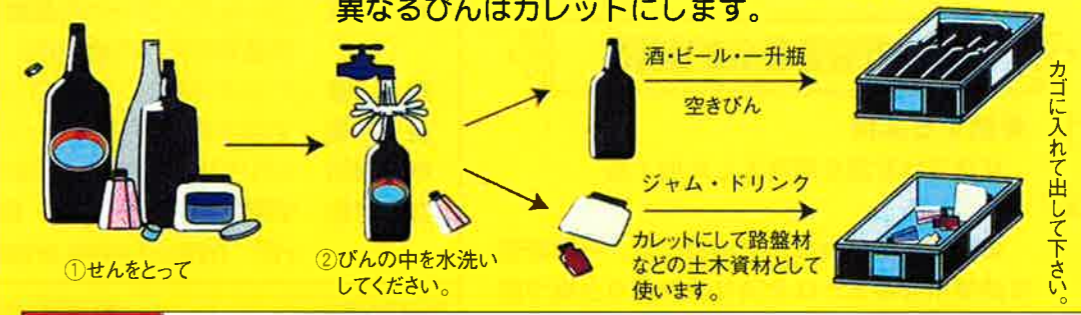 異なるびんはカレットにします。
①せんをとって
②びんの中を水洗い
してください。
酒・ビール・一升瓶
空きびん
ジャム・ドリンク
カレットにして路盤材
などの土木資材として
使います。
カゴに入れて出して下さい。